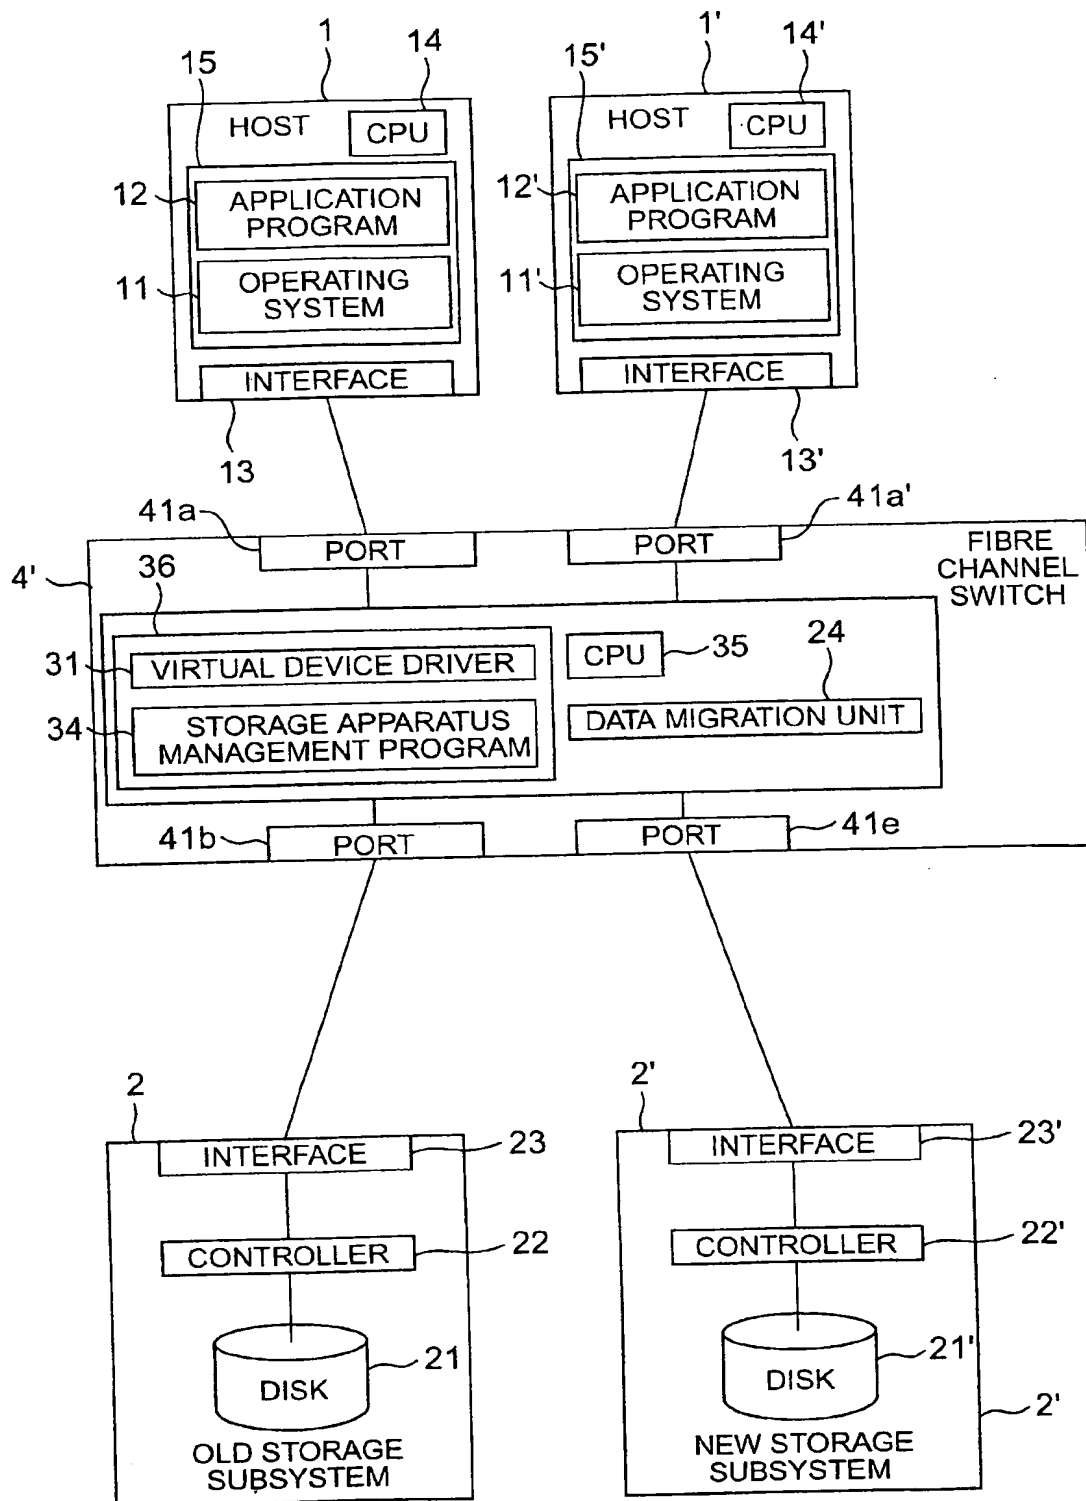 1
14
15
HOST
CPU
12
APPLICATION
PROGRAM
11
OPERATING
SYSTEM
INTERFACE
13
1'
14'
15'
HOST
CPU
12'
APPLICATION
PROGRAM
11'
OPERATING
SYSTEM
INTERFACE
13'
41a
PORT
41a'
PORT
FIBRE
CHANNEL
SWITCH
4'
36
31
VIRTUAL DEVICE DRIVER
34
STORAGE APPARATUS
MANAGEMENT PROGRAM
CPU
35
24
DATA MIGRATION UNIT
41b
PORT
PORT
41e
2
INTERFACE
23
CONTROLLER
22
DISK
21
OLD STORAGE
SUBSYSTEM
2'
INTERFACE
23'
CONTROLLER
22'
DISK
21'
NEW STORAGE
SUBSYSTEM
2'